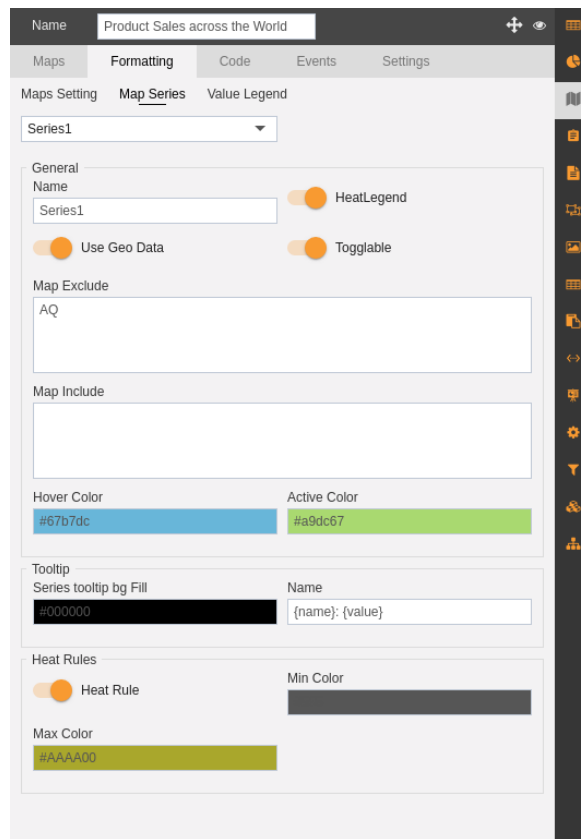 Name Product Sales across the World
Maps Formatting Code Events Settings
Maps Setting Map Series Value Legend
Series1
General
Name
HeatLegend
Series1
Use Geo Data Togglable
Map Exclude
AQ
Map Include
Hover Color Active Color
#67b7dc #a9dc67
Tooltip
Series tooltip bg Fill Name
#000000 {name}: {value}
Heat Rules
Heat Rule
Min Color
Max Color
#AAAA00